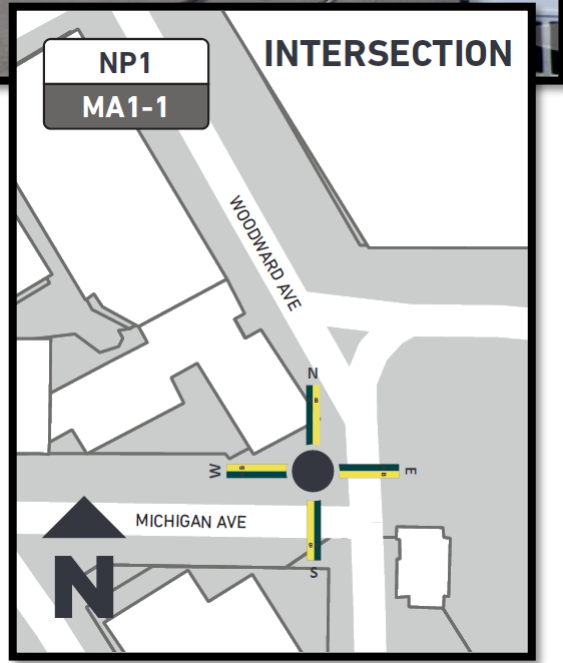 NP1
MA1-1
INTERSECTION
WOODWARD AVE
N
W
E
S
MICHIGAN AVE
N